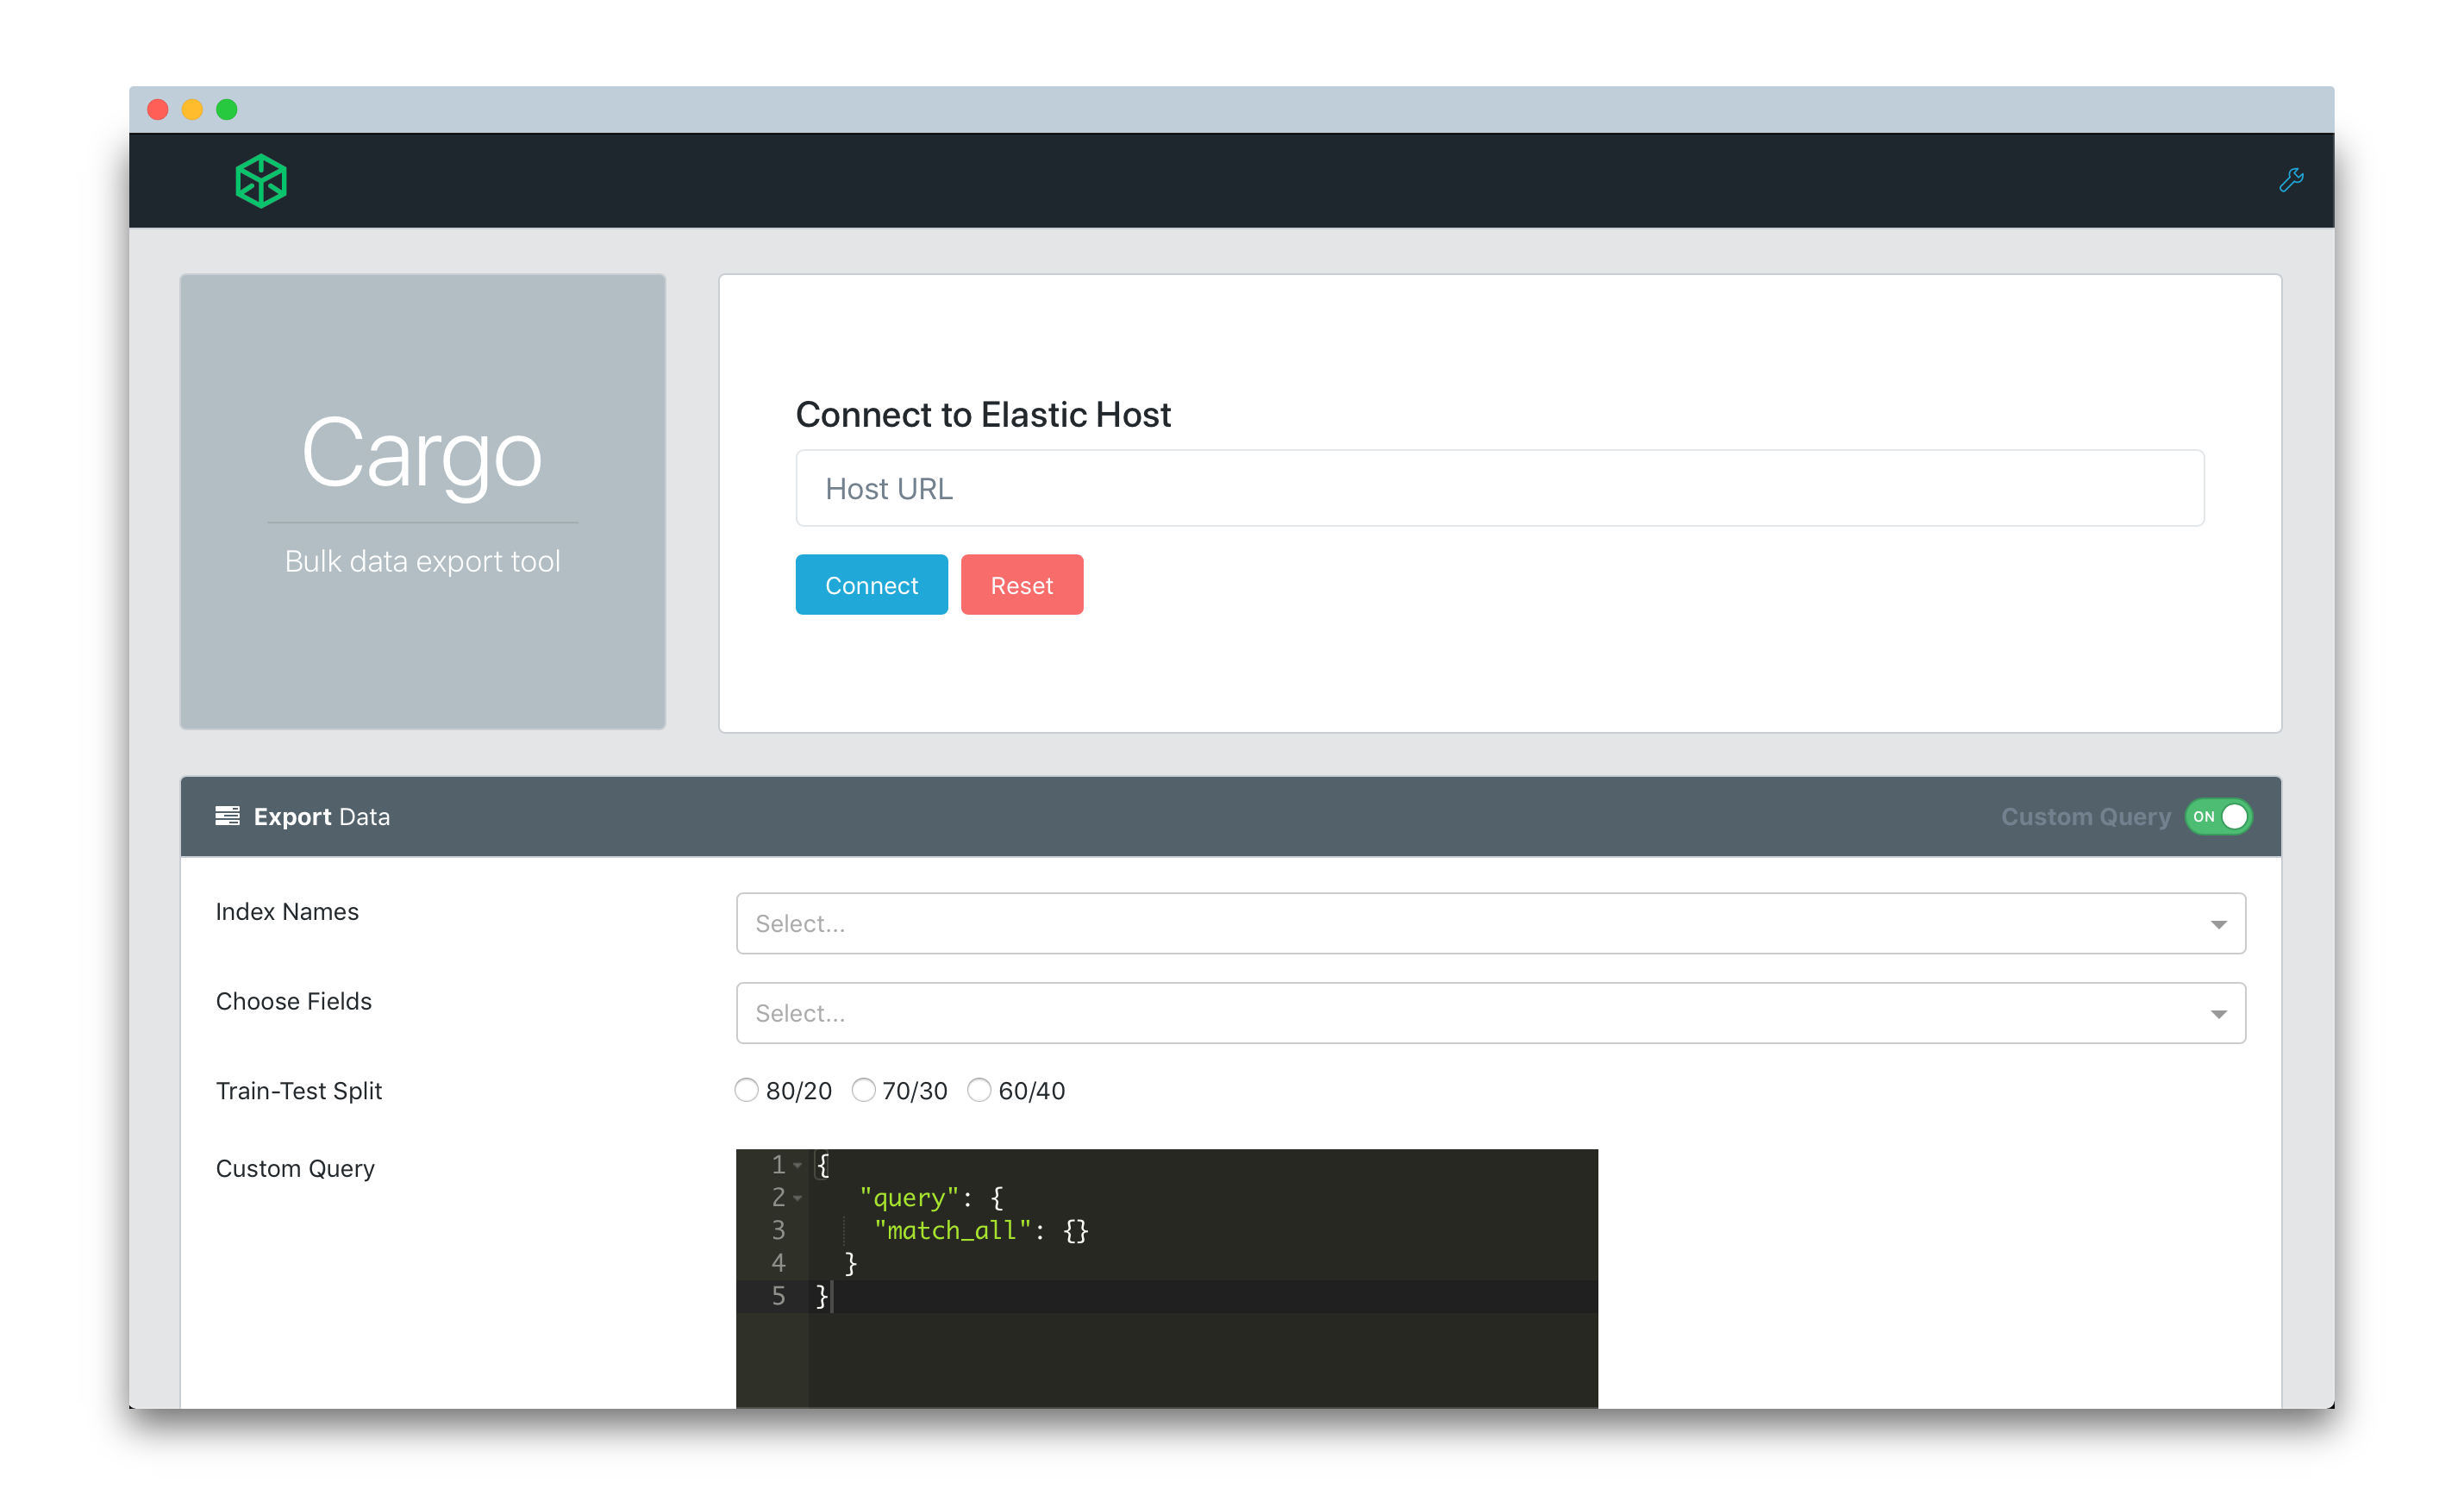 Cargo
Bulk data export tool
Connect to Elastic Host
Host URL
Connect Reset
Export Data
Custom Query ON
Index Names
Select...
Choose Fields
Select...
Train-Test Split
80/20 70/30 60/40
Custom Query
1 {
2 "query": {
3 "match_all": {}
4 }
5 }